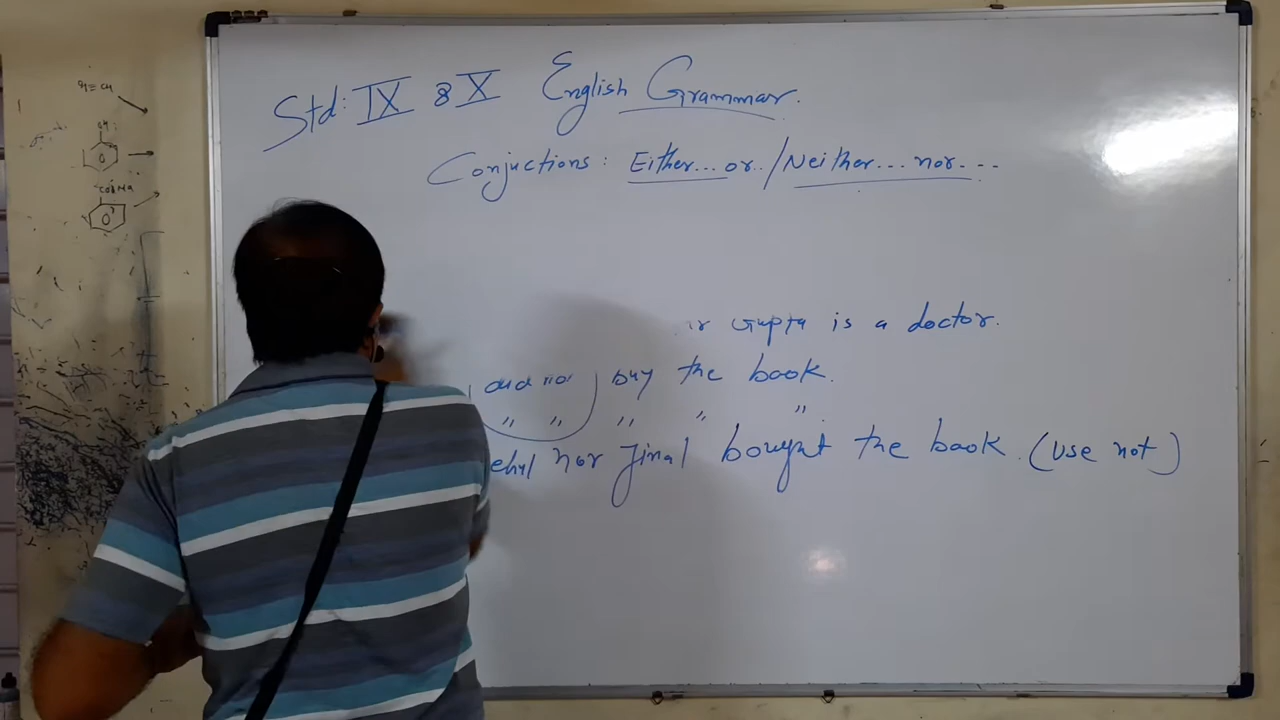 Std: IX & X English Grammar.
Conjuctions: Either...or../Neither...nor---
Gupta is a doctor.
did not buy the book.
" " " " "
nor Jinal bought the book. (Use not)